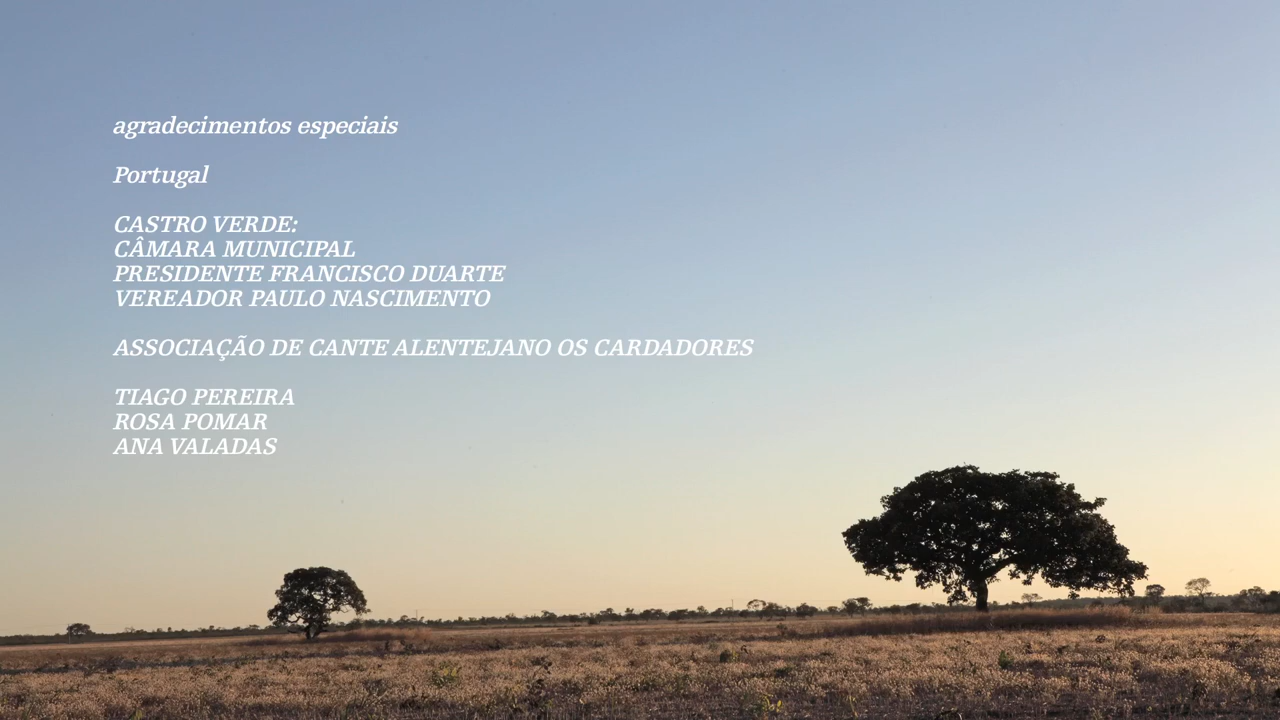 agradecimentos especiais
Portugal
CASTRO VERDE:
CÂMARA MUNICIPAL
PRESIDENTE FRANCISCO DUARTE
VEREADOR PAULO NASCIMENTO
ASSOCIAÇÃO DE CANTE ALENTEJANO OS CARDADORES
TIAGO PEREIRA
ROSA POMAR
ANA VALADAS